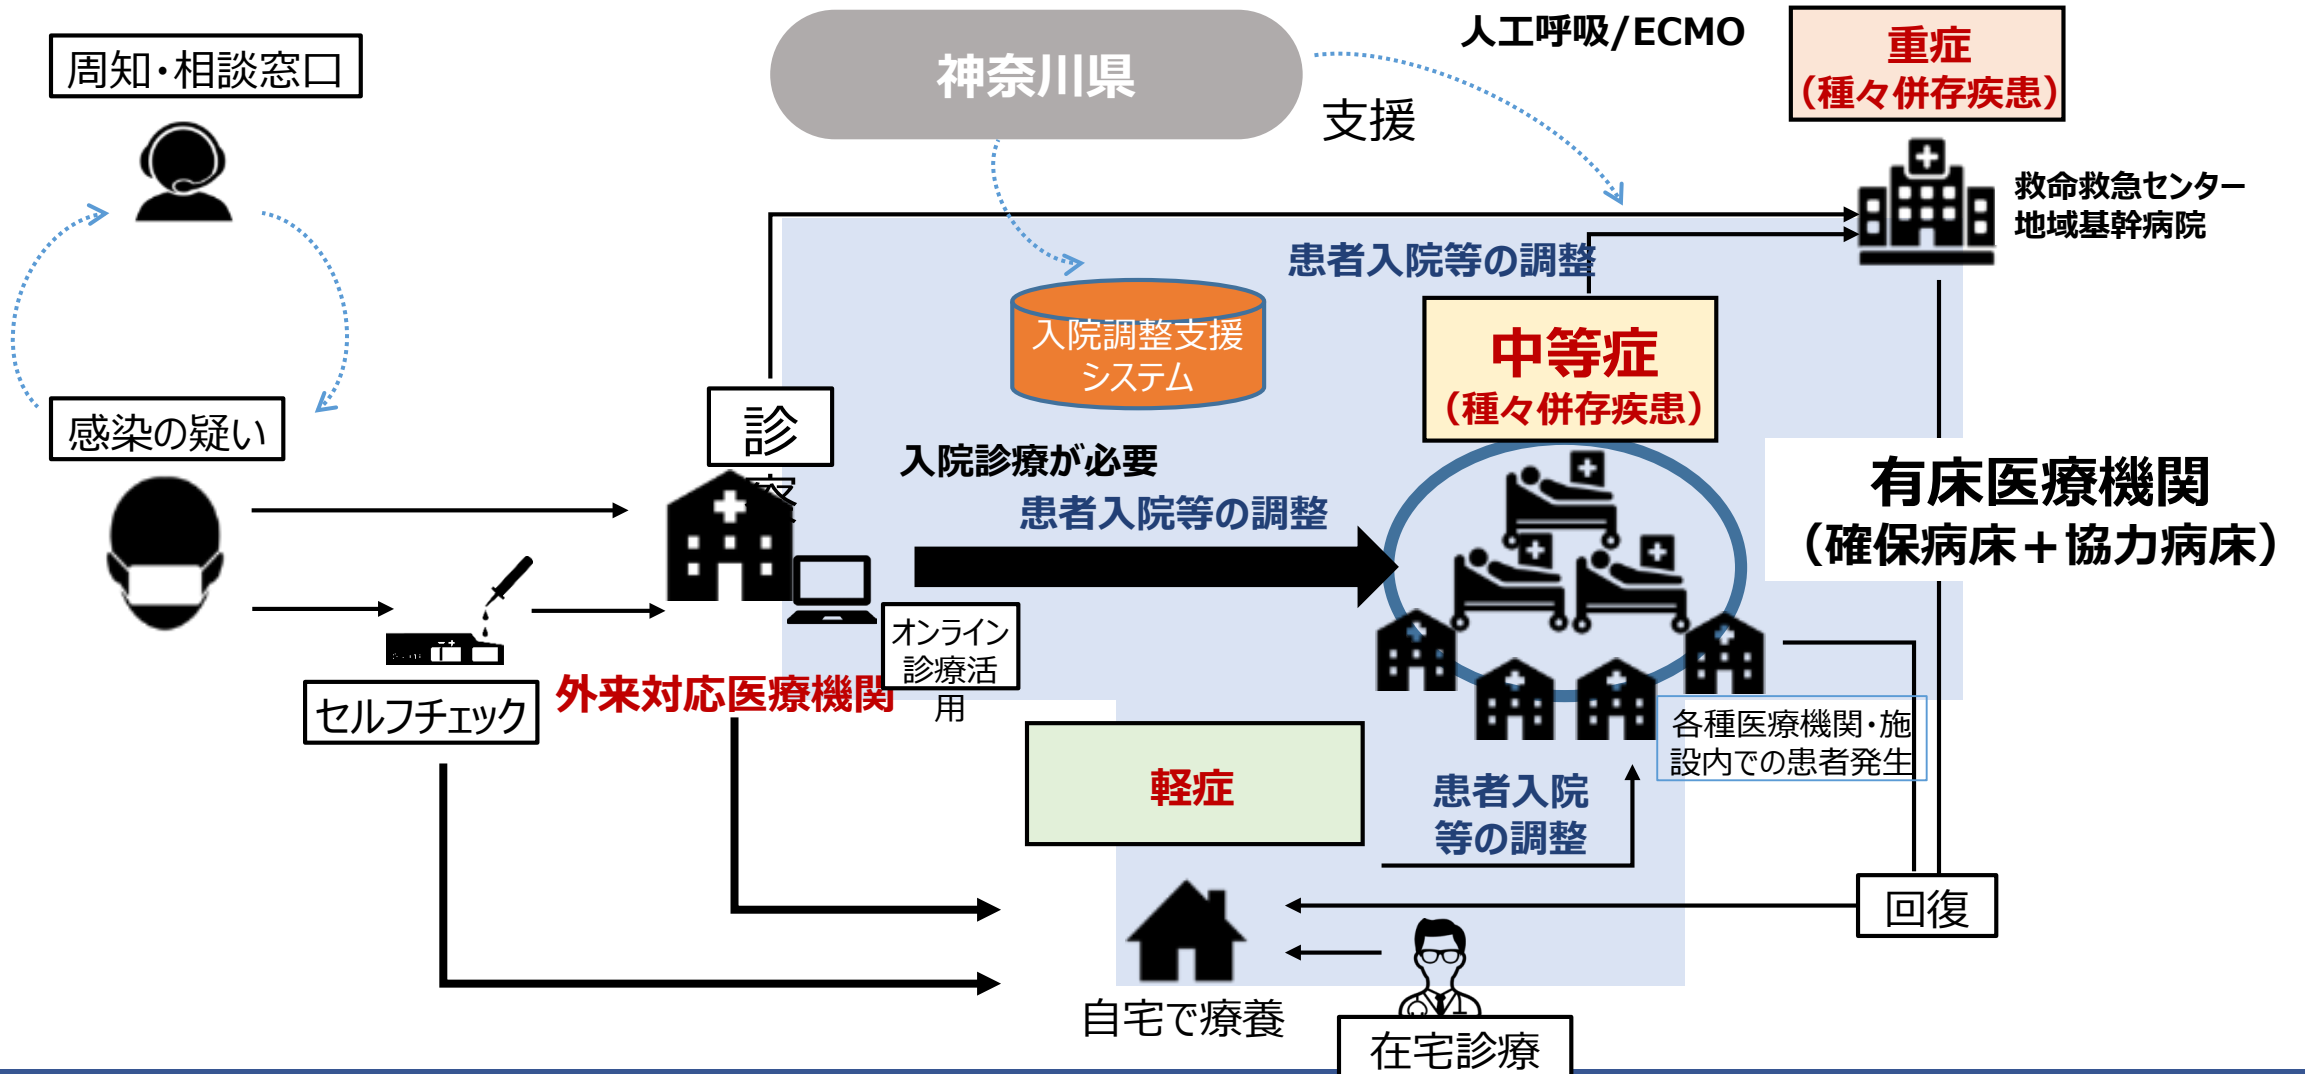 周知・相談窓口
神奈川県
人工呼吸/ECMO
重症
（種々併存疾患）
支援
救命救急センター
地域基幹病院
患者入院等の調整
入院調整支援
システム
中等症
（種々併存疾患）
感染の疑い
診
察
入院診療が必要
患者入院等の調整
有床医療機関
（確保病床＋協力病床）
オンライン
診療活
用
セルフチェック
外来対応医療機関
各種医療機関・施
設内での患者発生
軽症
患者入院
等の調整
回復
自宅で療養
在宅診療